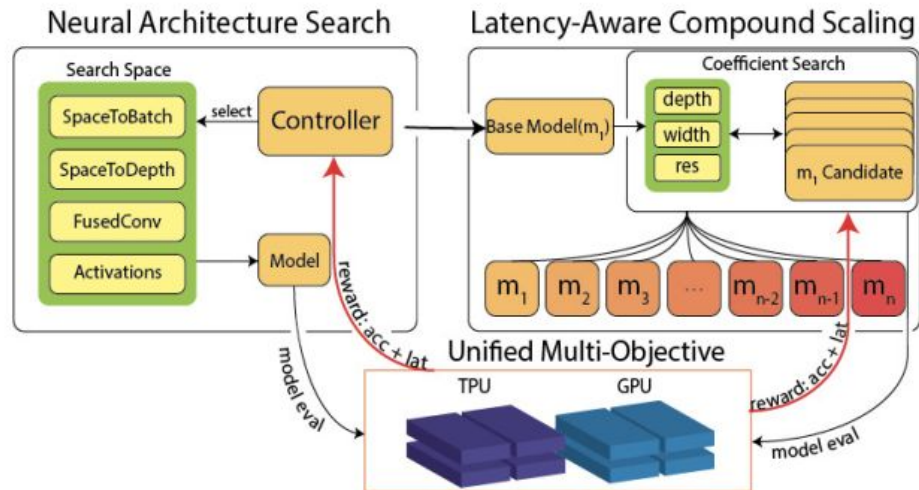 Neural Architecture Search
Latency-Aware Compound Scaling
Search Space
SpaceToBatch
SpaceToDepth
FusedConv
Activations
select
Controller
Model
Base Model(m1)
Coefficient Search
depth
width
res
m1 Candidate
m1
m2
m3
...
mn-2
mn-1
mn
reward: acc + lat
model eval
Unified Multi-Objective
TPU
GPU
reward: acc + lat
model eval